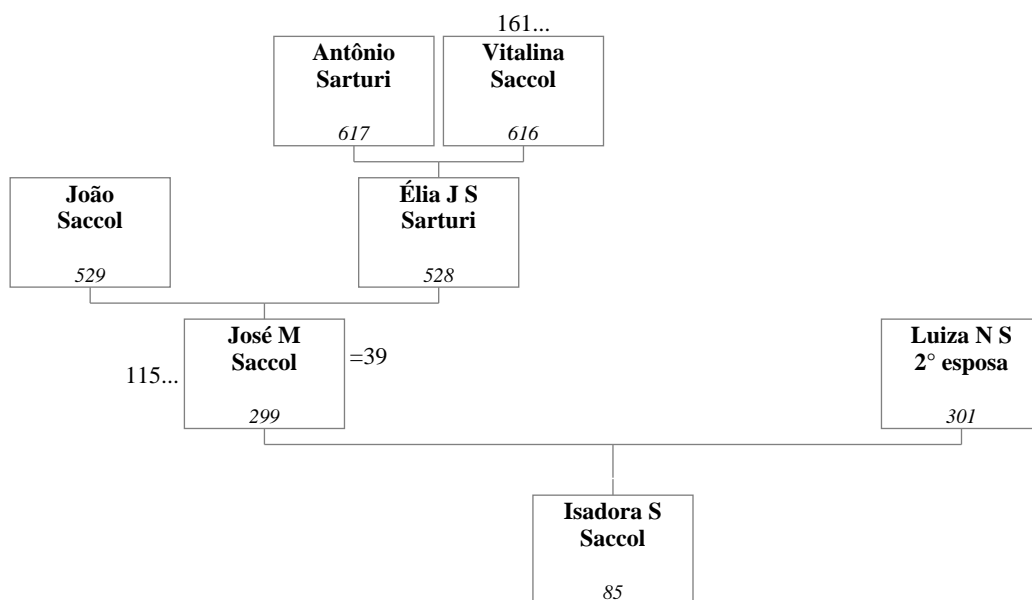 161...
Antônio
Sarturi
617
Vitalina
Saccol
616
João
Saccol
529
Élia J S
Sarturi
528
115...
José M
Saccol
299
=39
Luiza N S
2° esposa
301
Isadora S
Saccol
85